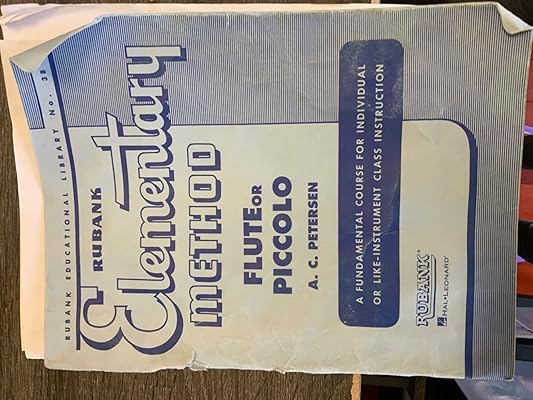 RUBANK EDUCATIONAL LIBRARY No. 38
RUBANK
Elementary
METHOD
FLUTE OR
PICCOLO
A. C. PETERSEN
A FUNDAMENTAL COURSE FOR INDIVIDUAL
OR LIKE-INSTRUMENT CLASS INSTRUCTION
RUBANK®
HAL•LEONARD®